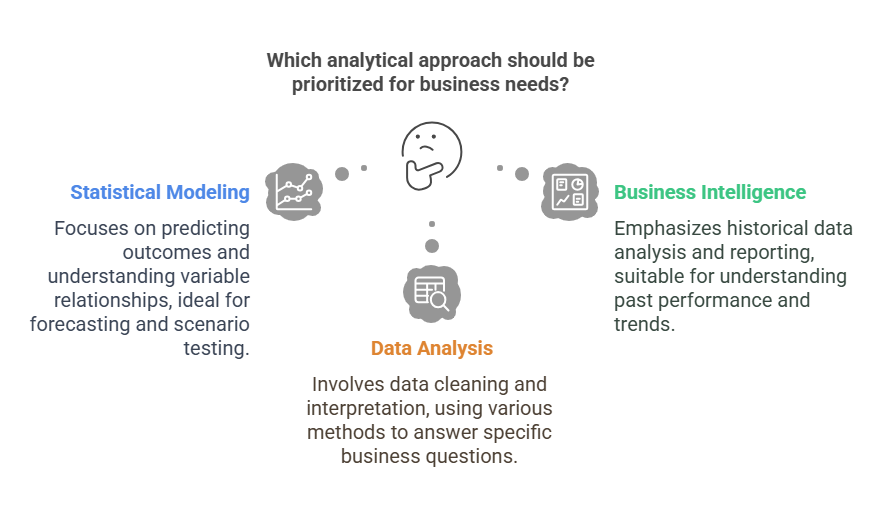 Which analytical approach should be
prioritized for business needs?
Statistical Modeling
Focuses on predicting
outcomes and
understanding variable
relationships, ideal for
forecasting and scenario
testing.
Business Intelligence
Emphasizes historical data
analysis and reporting,
suitable for understanding
past performance and
trends.
Data Analysis
Involves data cleaning and
interpretation, using various
methods to answer specific
business questions.